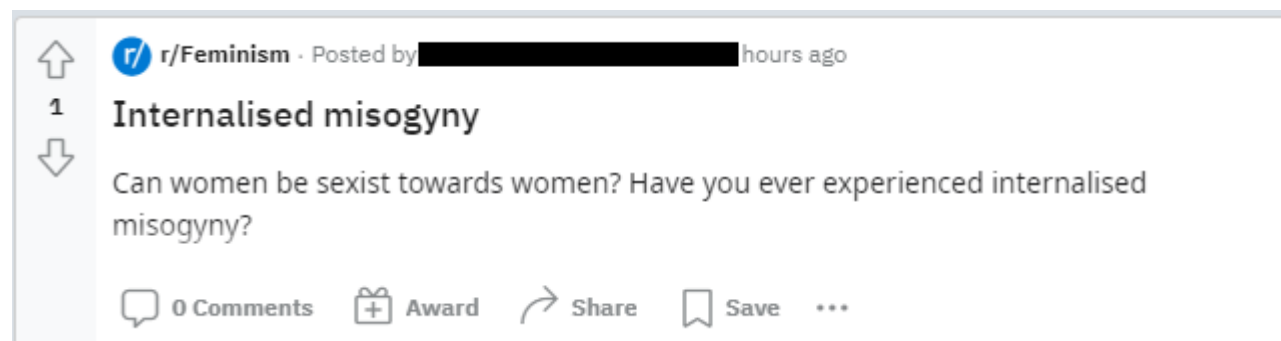 r/ r/Feminism · Posted by hours ago
1
Internalised misogyny
Can women be sexist towards women? Have you ever experienced internalised
misogyny?
0 Comments Award Share Save ...